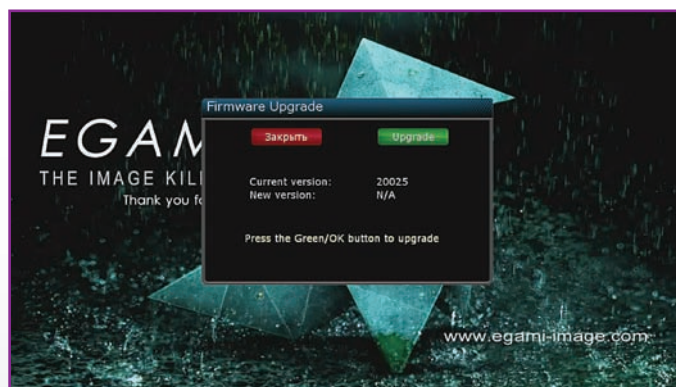 Firmware Upgrade
Закрыть Upgrade
EGAM
THE IMAGE KIL
Thank you fo
Current version: 20025
New version: N/A
Press the Green/OK button to upgrade
www.egami-image.com